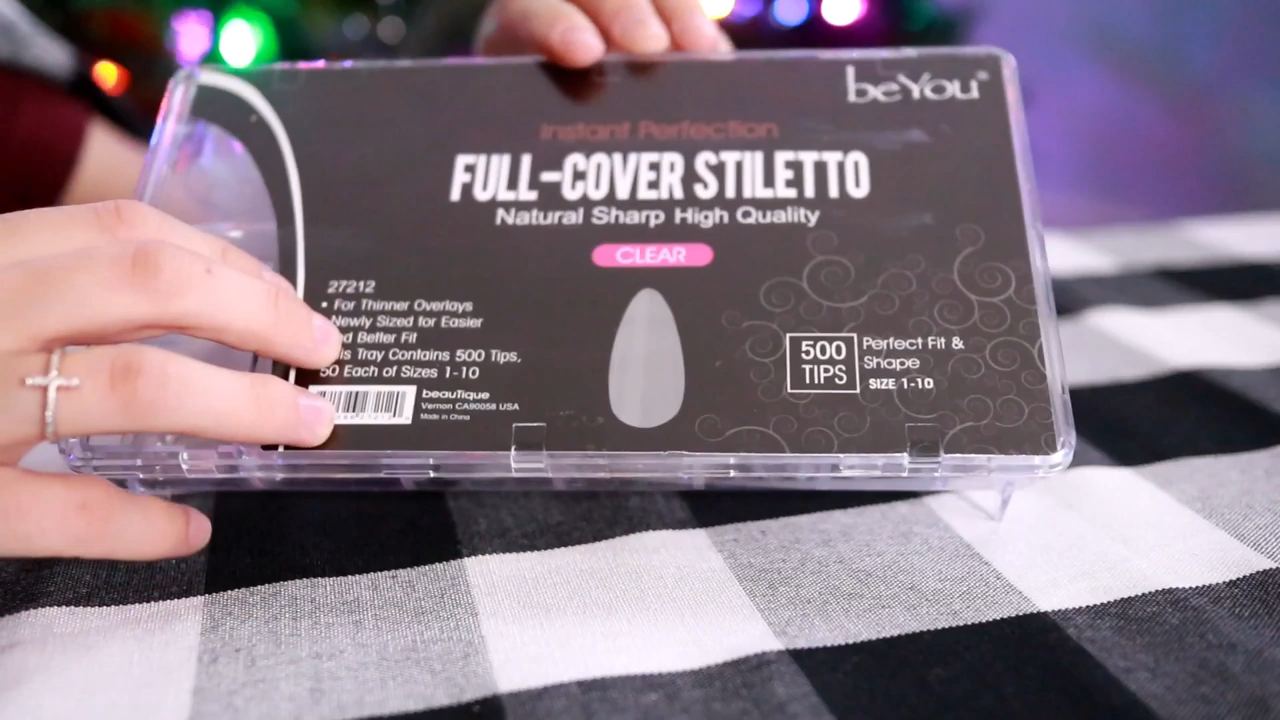 beYou®
Instant Perfection
FULL-COVER STILETTO
Natural Sharp High Quality
CLEAR
27212
• For Thinner Overlays
Newly Sized for Easier
Better Fit
Tray Contains 500 Tips,
50 Each of Sizes 1-10
beauTique
Vernon CA90058 USA
Made in China
500
TIPS
Perfect Fit &
Shape
SIZE 1-10